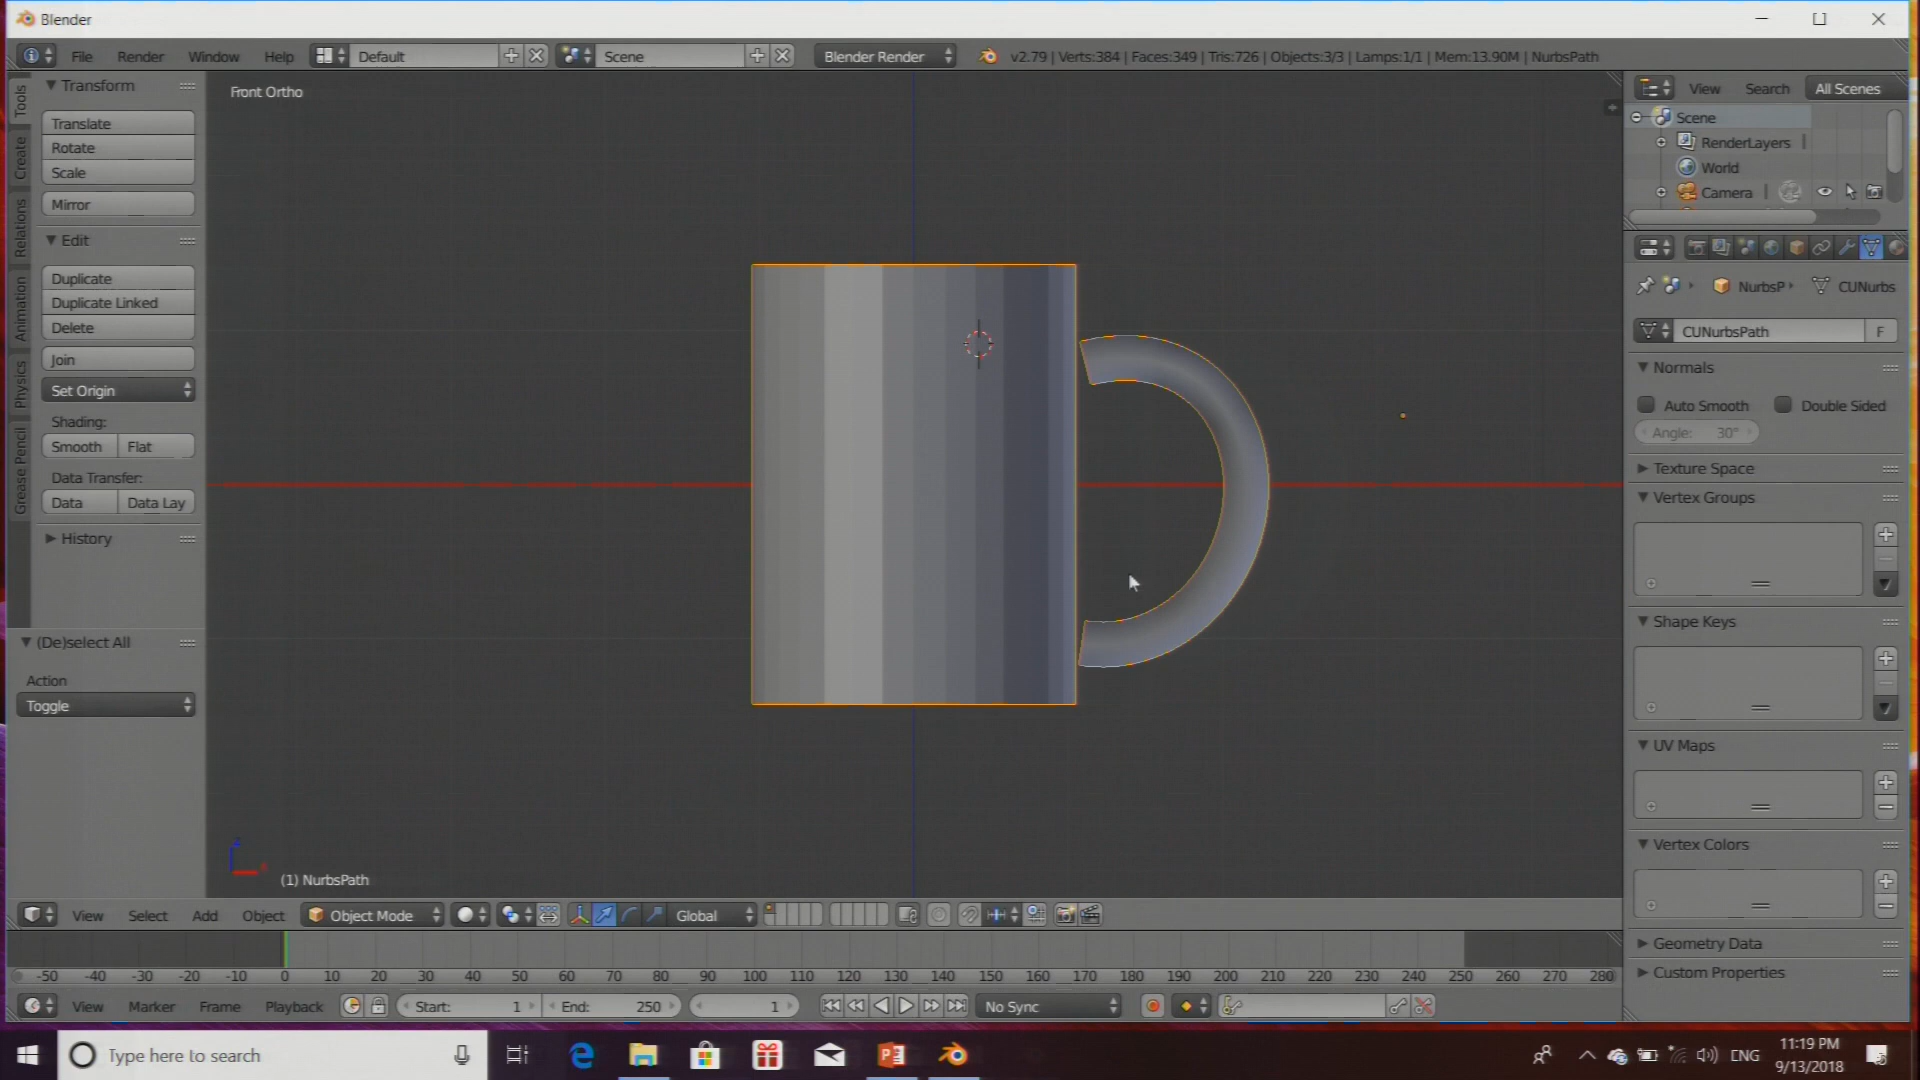 Blender
File Render Window Help Default Scene Blender Render v2.79 | Verts:384 | Faces:349 | Tris:726 | Objects:3/3 | Lamps:1/1 | Mem:13.90M | NurbsPath
Tools
Create
Relations
Animation
Physics
Grease Pencil
Transform
Translate
Rotate
Scale
Mirror
Edit
Duplicate
Duplicate Linked
Delete
Join
Set Origin
Shading:
Smooth Flat
Data Transfer:
Data Data Lay
History
(De)select All
Action
Toggle
Front Ortho
(1) NurbsPath
View Search All Scenes
Scene
RenderLayers
World
Camera
NurbsP CUNurbs
CUNurbsPath F
Normals
Auto Smooth Double Sided
Angle: 30°
Texture Space
Vertex Groups
Shape Keys
UV Maps
Vertex Colors
Geometry Data
Custom Properties
View Select Add Object Object Mode Global
-50 -40 -30 -20 -10 0 10 20 30 40 50 60 70 80 90 100 110 120 130 140 150 160 170 180 190 200 210 220 230 240 250 260 270 280
View Marker Frame Playback Start: 1 End: 250 1 No Sync
Type here to search
ENG
11:19 PM
9/13/2018